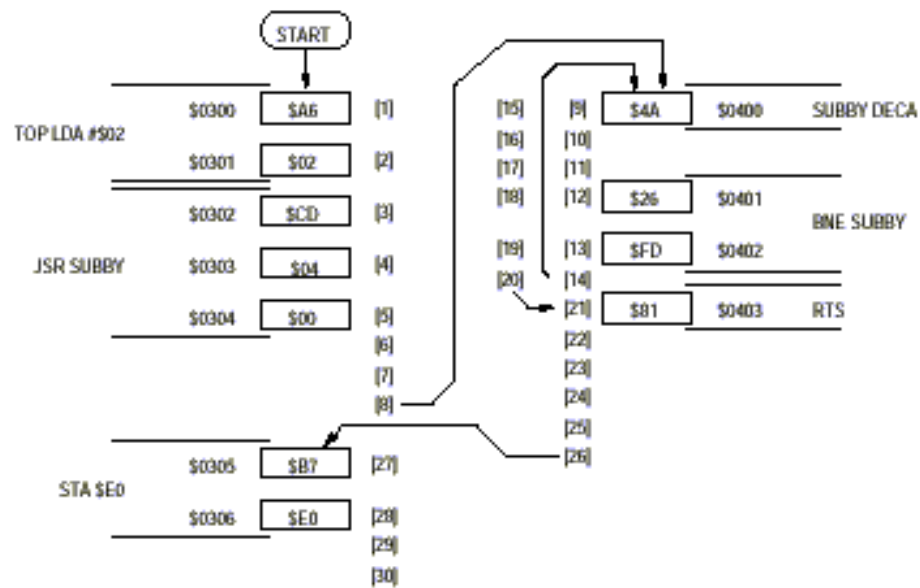 START
$0300 $A6 [1] [15] [9] $4A $0400 SUBBY DECA
TOP LDA #$02
[16] [10]
$0301 $02 [2] [17] [11]
[18] [12] $26 $0401
$0302 $CD [3]
BNE SUBBY
JSR SUBBY $0303 $04 [4] [19] [13] $FD $0402
[20] [14]
$0304 $00 [5] [21] $81 $0403 RTS
[6] [22]
[7] [23]
[8] [24]
[25]
[26]
$0305 $B7 [27]
STA $E0
$0306 $E0 [28]
[29]
[30]